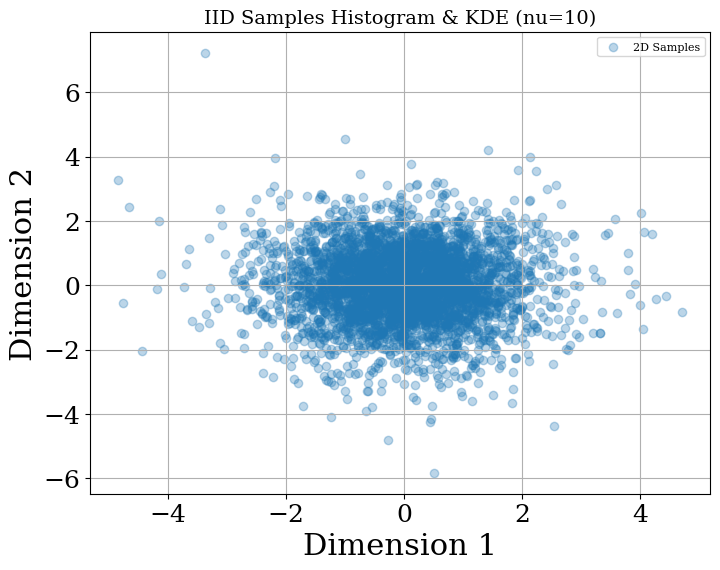 IID Samples Histogram & KDE (nu=10)
2D Samples
6
4
2
0
−2
−4
−6
Dimension 2
−4 −2 0 2 4
Dimension 1